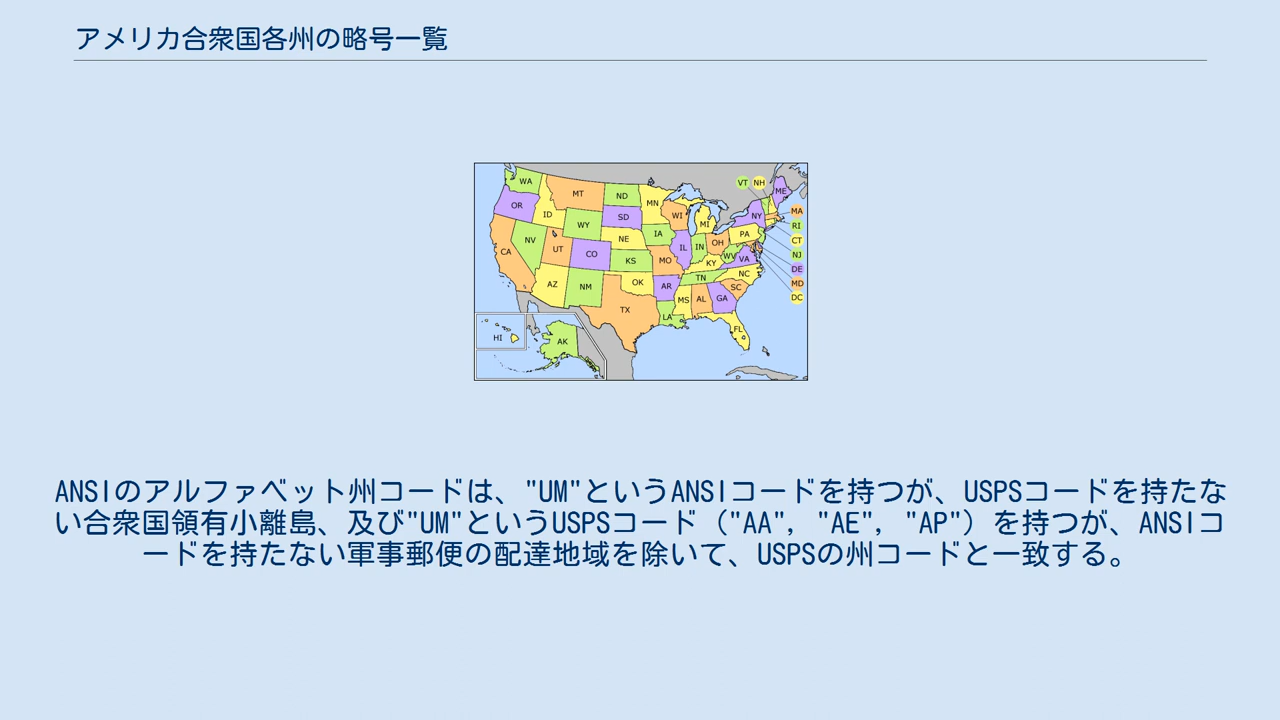 アメリカ合衆国各州の略号一覧
WA
MT
ND
MN
VT
NH
ME
OR
ID
SD
WI
MI
NY
MA
WY
RI
NV
IA
PA
NE
CT
CA
UT
CO
IL
IN
OH
NJ
KS
MO
KY
WV
VA
DE
AZ
NM
OK
AR
TN
NC
SC
MD
TX
MS
AL
GA
DC
LA
FL
HI
AK
ANSIのアルファベット州コードは、"UM"というANSIコードを持つが、USPSコードを持たな
い合衆国領有小離島、及び"UM"というUSPSコード（"AA", "AE", "AP"）を持つが、ANSIコ
ードを持たない軍事郵便の配達地域を除いて、USPSの州コードと一致する。